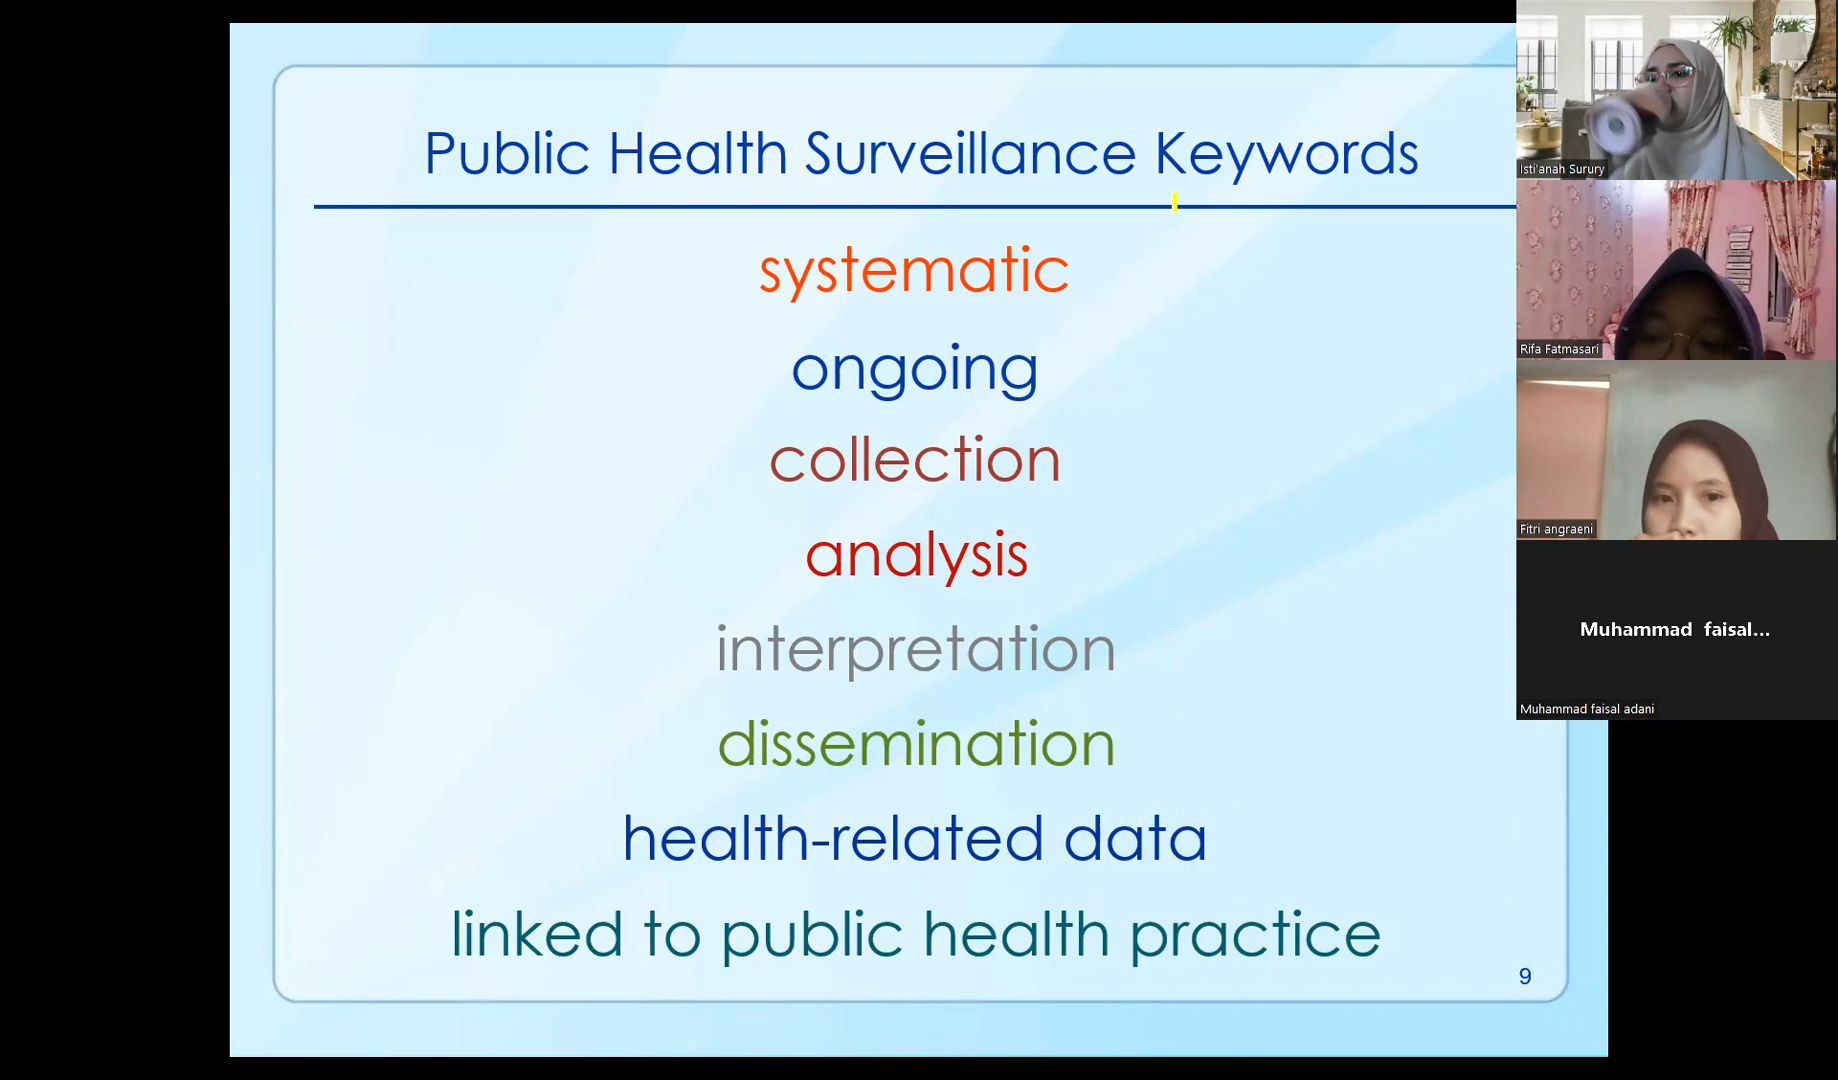 Public Health Surveillance Keywords
systematic
ongoing
collection
analysis
interpretation
dissemination
health-related data
linked to public health practice
9
Isti'anah Surury
Rifa Fatmasari
Fitri angraeni
Muhammad faisal...
Muhammad faisal adani